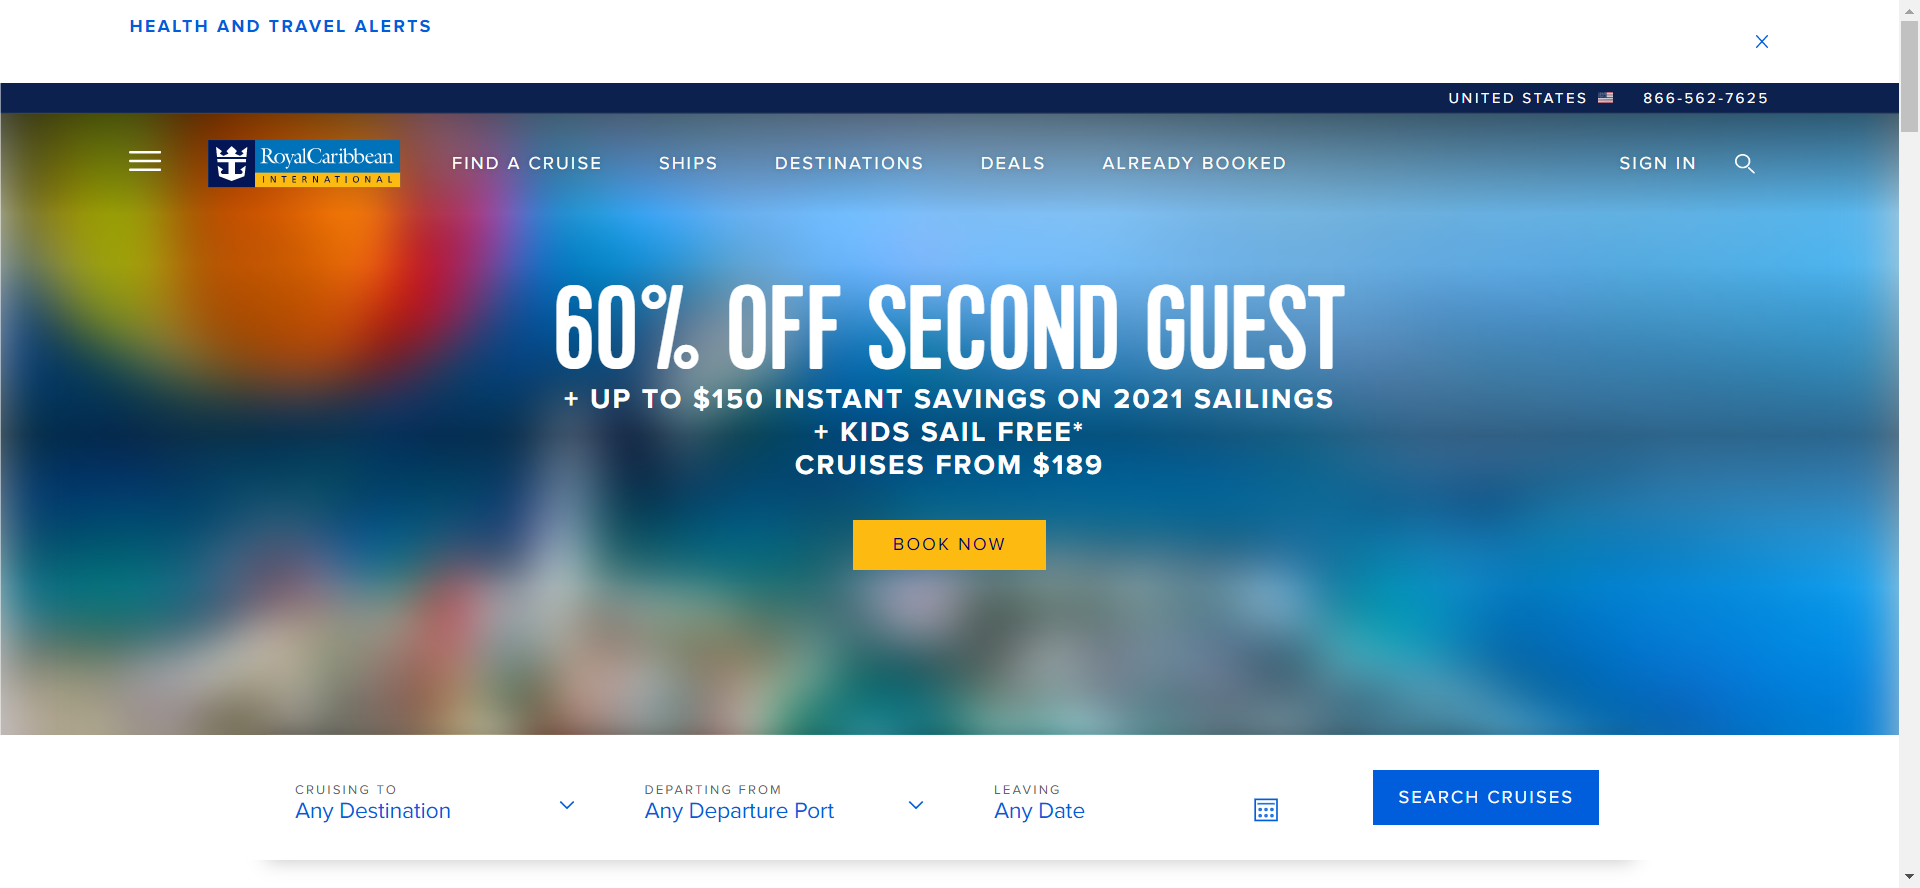 HEALTH AND TRAVEL ALERTS
UNITED STATES 866-562-7625
RoyalCaribbean
INTERNATIONAL
FIND A CRUISE SHIPS DESTINATIONS DEALS ALREADY BOOKED SIGN IN
60% OFF SECOND GUEST
+ UP TO $150 INSTANT SAVINGS ON 2021 SAILINGS
+ KIDS SAIL FREE*
CRUISES FROM $189
BOOK NOW
CRUISING TO
Any Destination
DEPARTING FROM
Any Departure Port
LEAVING
Any Date
SEARCH CRUISES